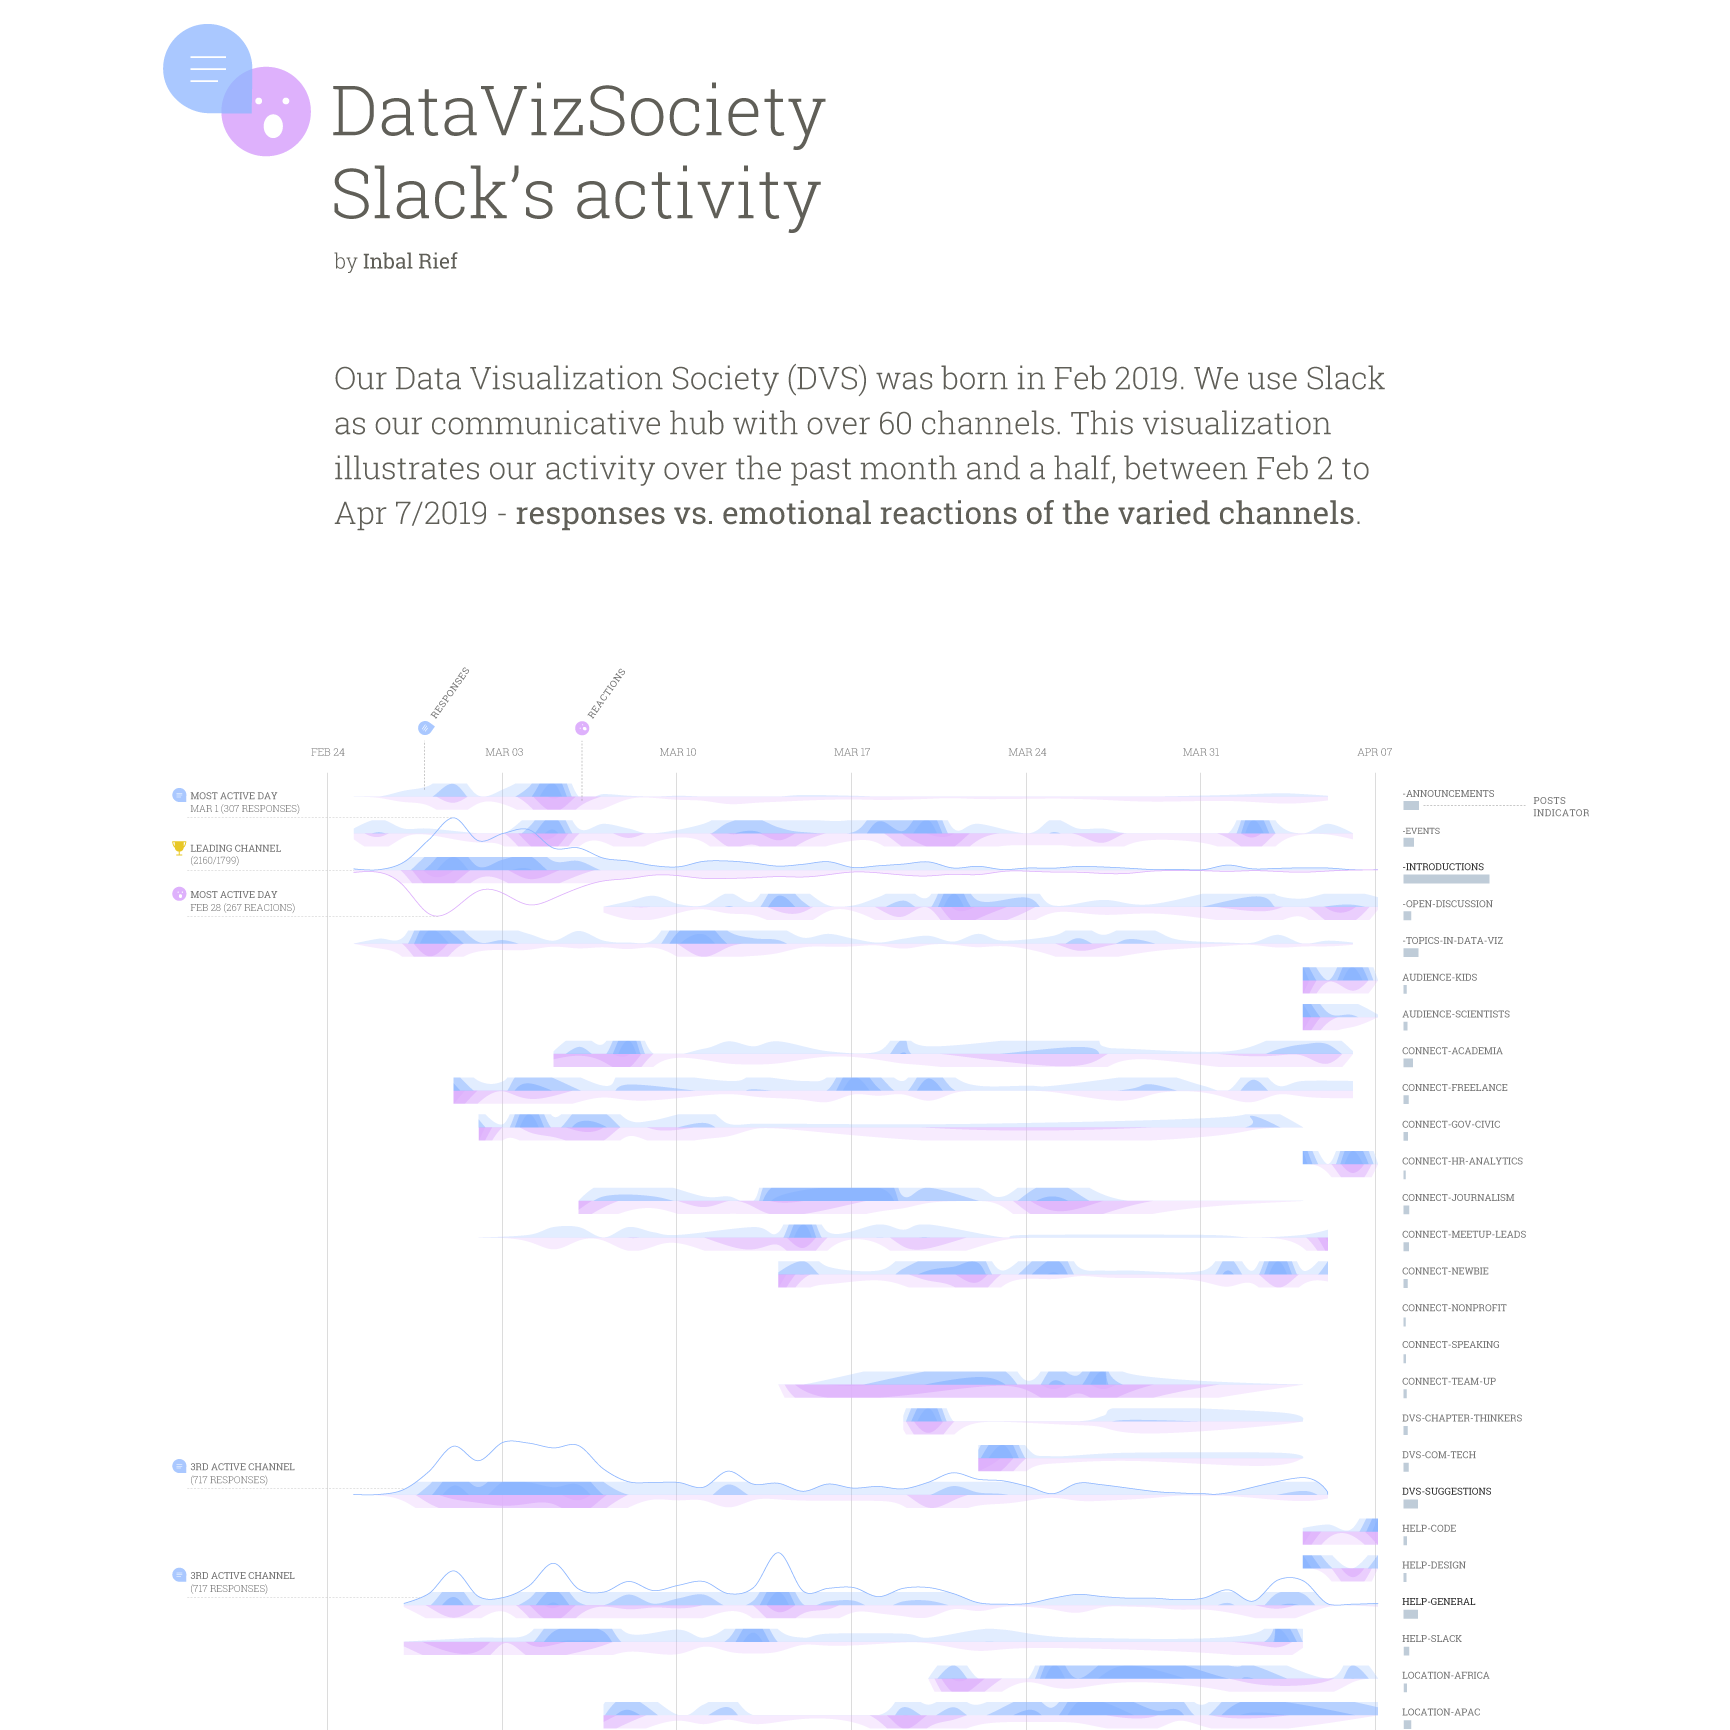 DataVizSociety
Slack's activity
by Inbal Rief
Our Data Visualization Society (DVS) was born in Feb 2019. We use Slack
as our communicative hub with over 60 channels. This visualization
illustrates our activity over the past month and a half, between Feb 2 to
Apr 7/2019 - responses vs. emotional reactions of the varied channels.
RESPONSES
REACTIONS
FEB 24
MAR 03
MAR 10
MAR 17
MAR 24
MAR 31
APR 07
MOST ACTIVE DAY
MAR 1 (307 RESPONSES)
LEADING CHANNEL
(2160/1799)
MOST ACTIVE DAY
FEB 28 (267 REACIONS)
3RD ACTIVE CHANNEL
(717 RESPONSES)
3RD ACTIVE CHANNEL
(717 RESPONSES)
-ANNOUNCEMENTS
POSTS
INDICATOR
-EVENTS
-INTRODUCTIONS
-OPEN-DISCUSSION
-TOPICS-IN-DATA-VIZ
AUDIENCE-KIDS
AUDIENCE-SCIENTISTS
CONNECT-ACADEMIA
CONNECT-FREELANCE
CONNECT-GOV-CIVIC
CONNECT-HR-ANALYTICS
CONNECT-JOURNALISM
CONNECT-MEETUP-LEADS
CONNECT-NEWBIE
CONNECT-NONPROFIT
CONNECT-SPEAKING
CONNECT-TEAM-UP
DVS-CHAPTER-THINKERS
DVS-COM-TECH
DVS-SUGGESTIONS
HELP-CODE
HELP-DESIGN
HELP-GENERAL
HELP-SLACK
LOCATION-AFRICA
LOCATION-APAC